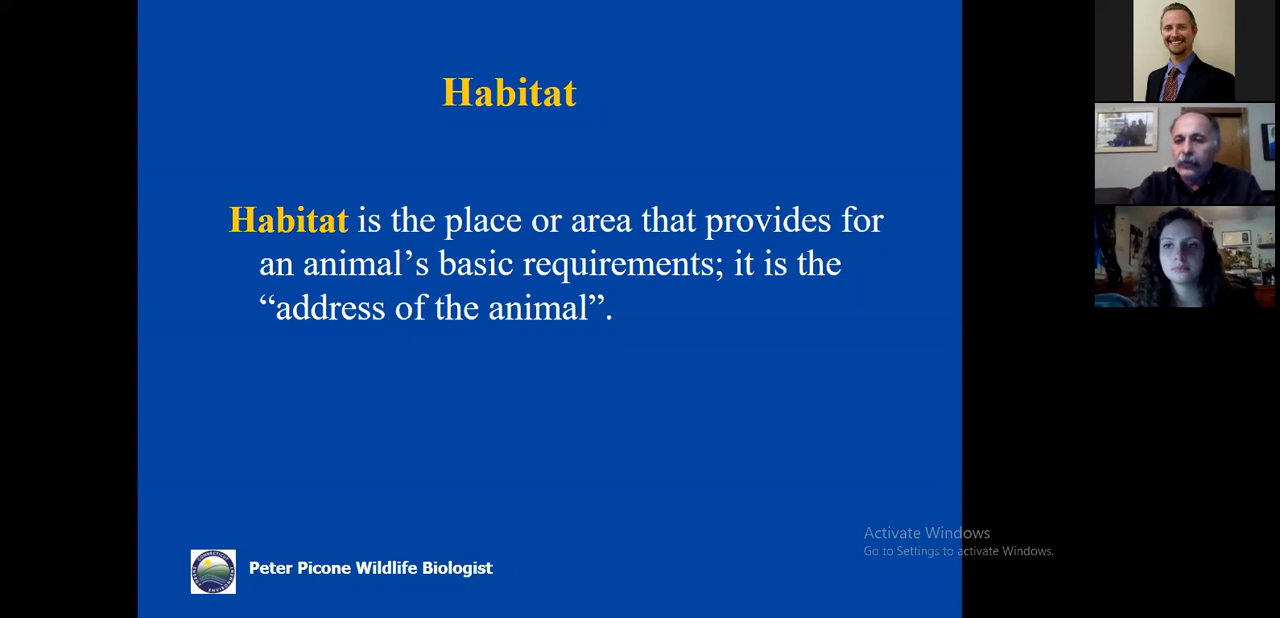 Habitat
Habitat is the place or area that provides for
an animal’s basic requirements; it is the
“address of the animal”.
Activate Windows
Go to Settings to activate Windows.
Peter Picone Wildlife Biologist